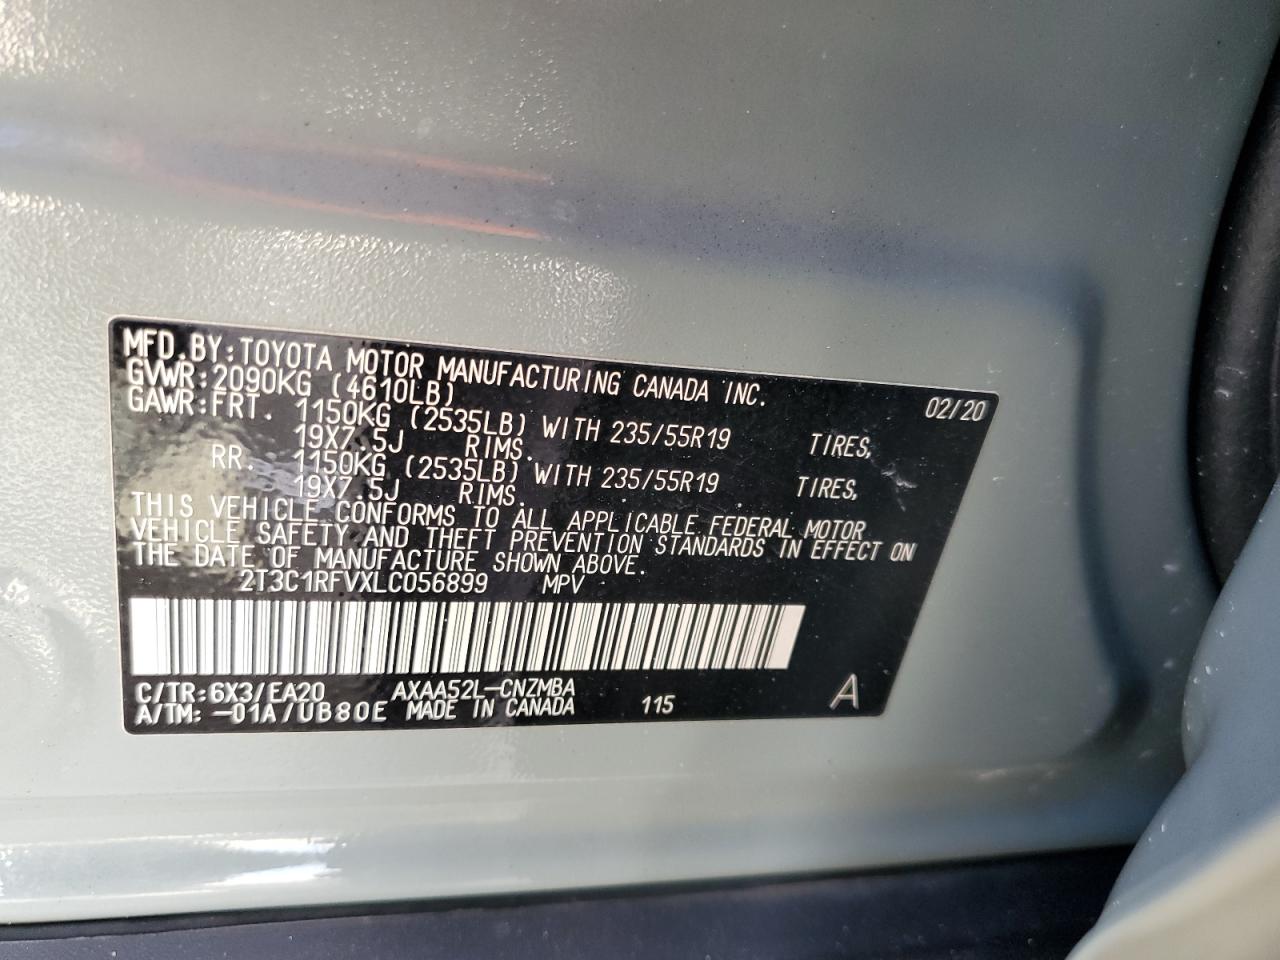 MFD.BY:TOYOTA MOTOR MANUFACTURING CANADA INC.
GVWR:2090KG (4610LB) 02/20
GAWR:FRT. 1150KG (2535LB) WITH 235/55R19 TIRES,
19X7.5J RIMS.
RR. 1150KG (2535LB) WITH 235/55R19 TIRES,
19X7.5J RIMS.
THIS VEHICLE CONFORMS TO ALL APPLICABLE FEDERAL MOTOR
VEHICLE SAFETY AND THEFT PREVENTION STANDARDS IN EFFECT ON
THE DATE OF MANUFACTURE SHOWN ABOVE.
2T3C1RFVXLC056899 MPV
C/TR:6X3/EA20 AXAA52L-CNZMBA
A/TM:-01A/UB80E MADE IN CANADA 115 A